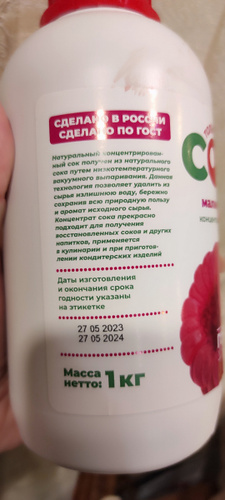 СДЕЛАНО В РОССИИ
СДЕЛАНО ПО ГОСТ
Натуральный концентрирован-
ный сок получен из натурального
сока путем низкотемпературного
вакуумного выпаривания. Данная
технология позволяет удалить из
сырья излишнюю воду, бережно
сохранив всю природную пользу
и аромат исходного сырья.
Концентрат сока прекрасно
подходит для получения
восстановленных соков и других
напитков, применяется
в кулинарии и при приготов-
лении кондитерских изделий
Даты изготовления
и окончания срока
годности указаны
на этикетке
27 05 2023
27 05 2024
Масса
нетто: 1 кг